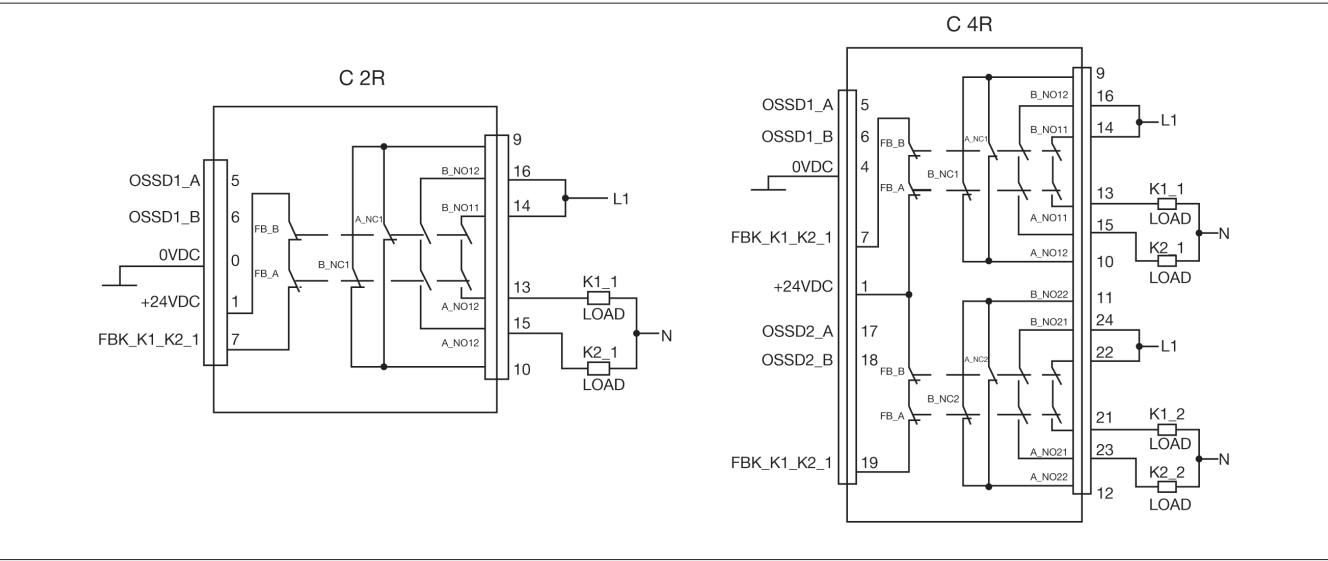 C 2R
OSSD1_A 5
OSSD1_B 6
0VDC 0
+24VDC 1
FBK_K1_K2_1 7
FB_B
FB_A
A_NC1
B_NC1
9
B_NO12 16
B_NO11 14
L1
13 K1_1
LOAD
A_NO12
15 K2_1
LOAD
A_NO12
10
N
C 4R
OSSD1_A 5
OSSD1_B 6
0VDC 4
FBK_K1_K2_1 7
+24VDC 1
OSSD2_A 17
OSSD2_B 18
FBK_K1_K2_1 19
FB_B
FB_A
A_NC1
B_NC1
9
B_NO12 16
B_NO11 14
L1
13 K1_1
LOAD
A_NO11
15 K2_1
LOAD
A_NO12
10
N
B_NO22 11
B_NO21 24
22
L1
FB_B
FB_A
A_NC2
B_NC2
21 K1_2
LOAD
A_NO21 23
K2_2
LOAD
A_NO22
12
N